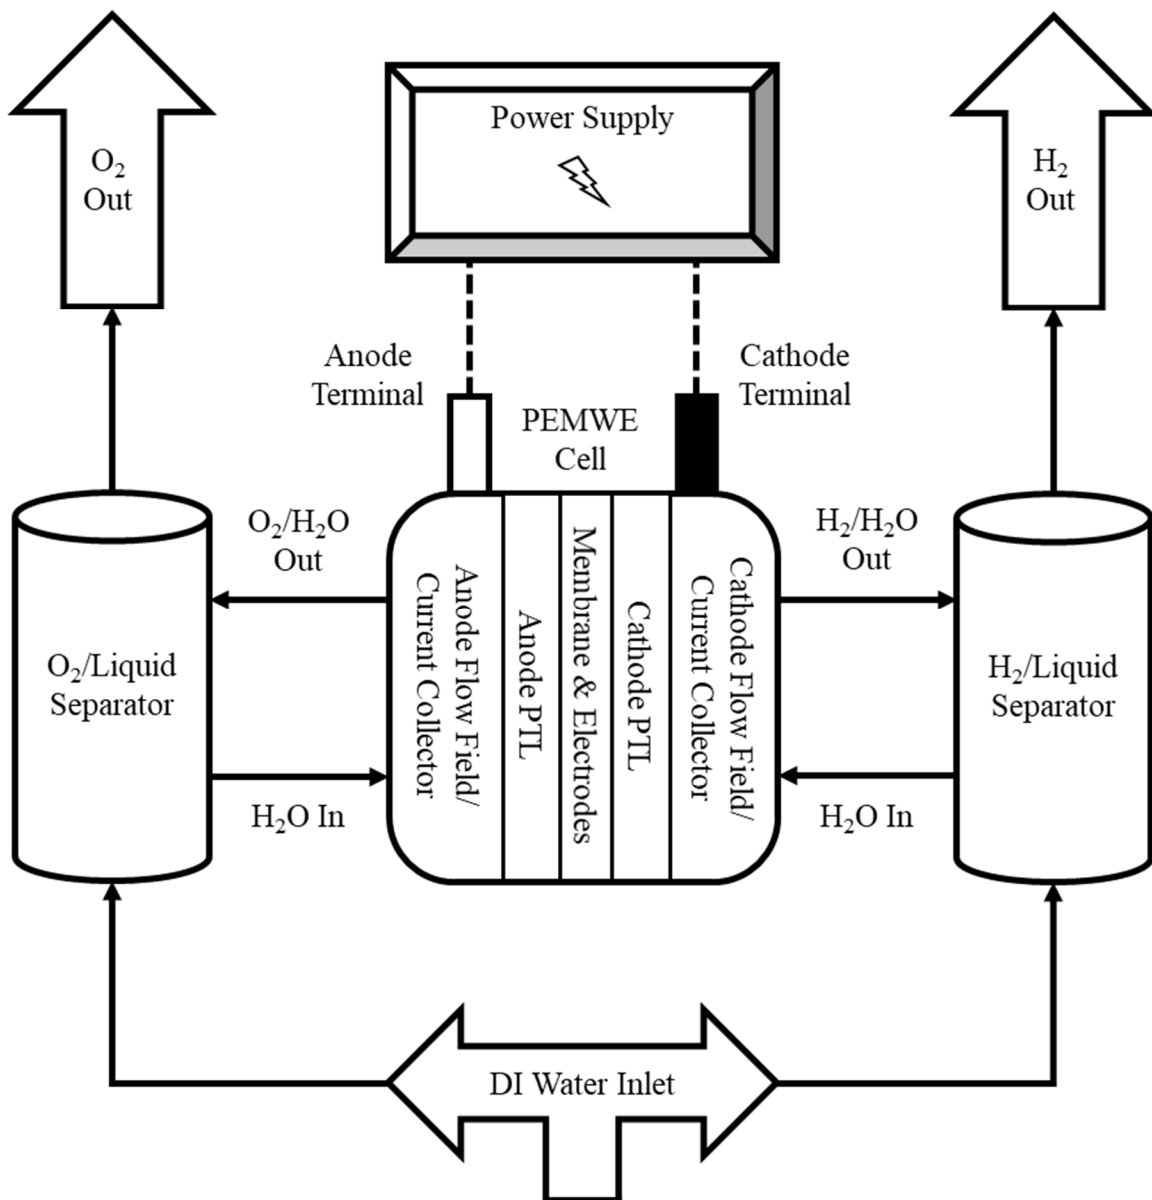 O₂
Out
Power Supply
H₂
Out
Anode
Terminal
Cathode
Terminal
PEMWE
Cell
O₂/H₂O
Out
H₂/H₂O
Out
O₂/Liquid
Separator
Anode Flow Field/
Current Collector
Anode PTL
Membrane & Electrodes
Cathode PTL
Cathode Flow Field/
Current Collector
H₂/Liquid
Separator
H₂O In
H₂O In
DI Water Inlet